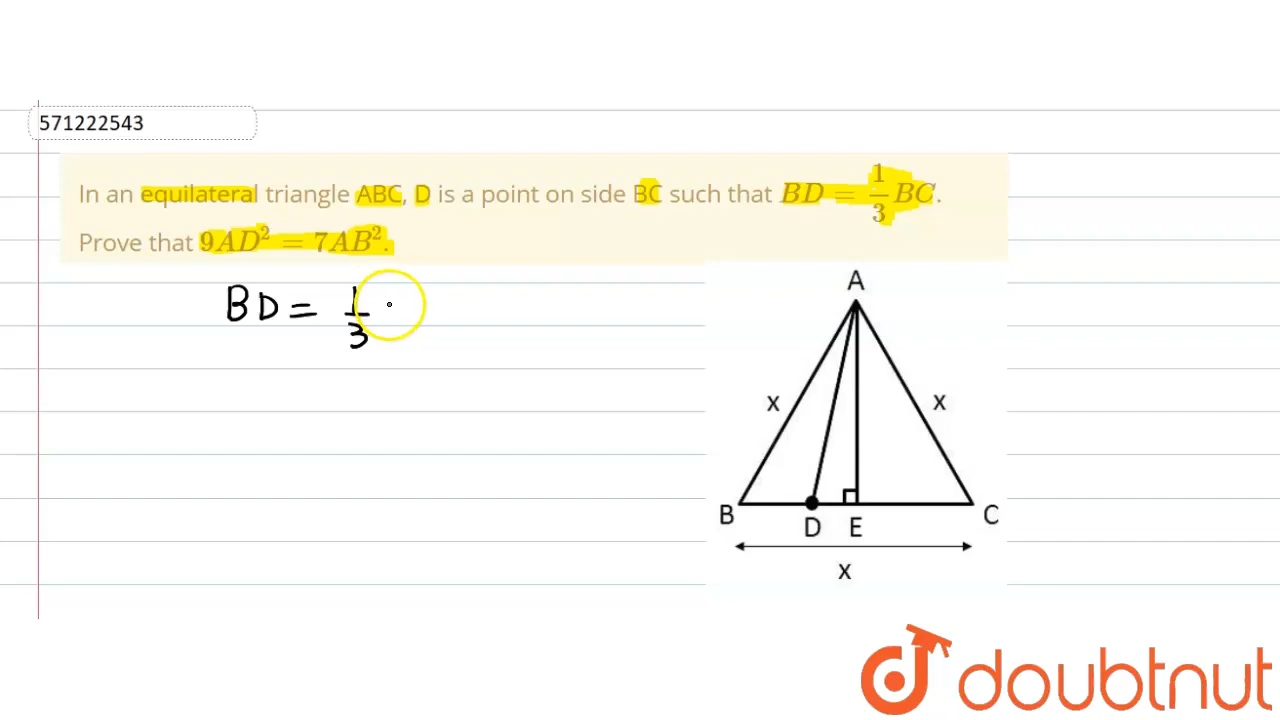 571222543
In an equilateral triangle ABC, D is a point on side BC such that BD = 1/3 BC.
Prove that 9AD² = 7AB².
BD = 1/3
A
x x
B D E C
x
doubtnut